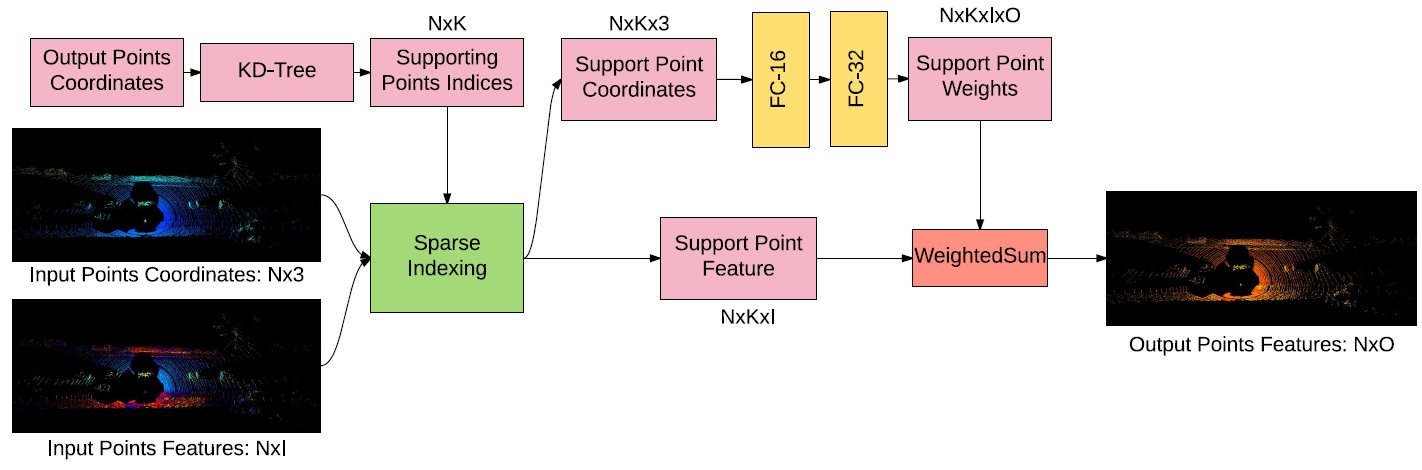 NxK
NxKx3
NxKxIxO
Output Points
Coordinates
KD-Tree
Supporting
Points Indices
Support Point
Coordinates
FC-16
FC-32
Support Point
Weights
Input Points Coordinates: Nx3
Sparse
Indexing
Support Point
Feature
NxKxI
WeightedSum
Output Points Features: NxO
Input Points Features: NxI